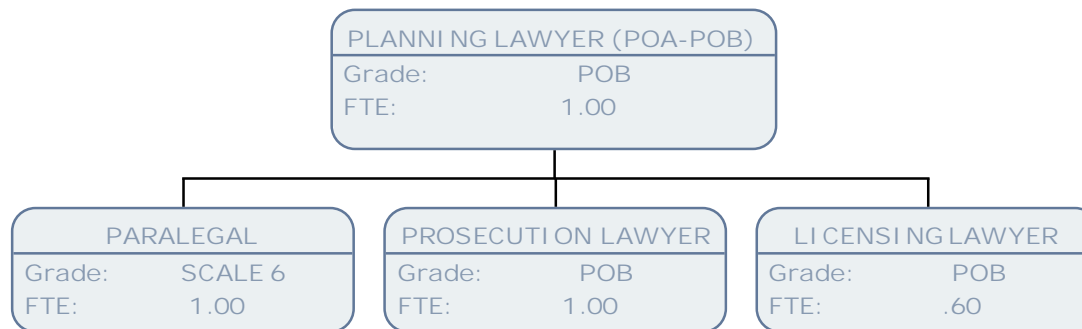 PLANNING LAWYER (POA-POB)
Grade: POB
FTE: 1.00
PARALEGAL
Grade: SCALE 6
FTE: 1.00
PROSECUTION LAWYER
Grade: POB
FTE: 1.00
LICENSING LAWYER
Grade: POB
FTE: .60